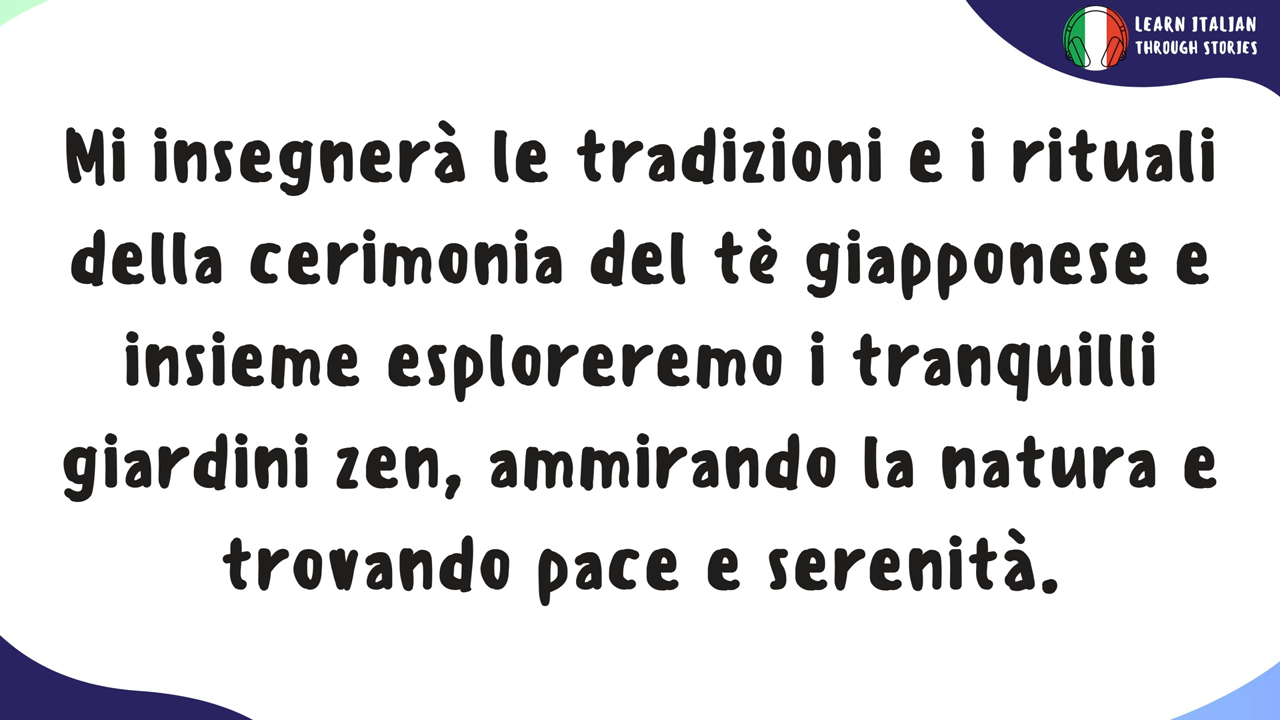 LEARN ITALIAN
THROUGH STORIES
Mi insegnerà le tradizioni e i rituali
della cerimonia del tè giapponese e
insieme esploreremo i tranquilli
giardini zen, ammirando la natura e
trovando pace e serenità.